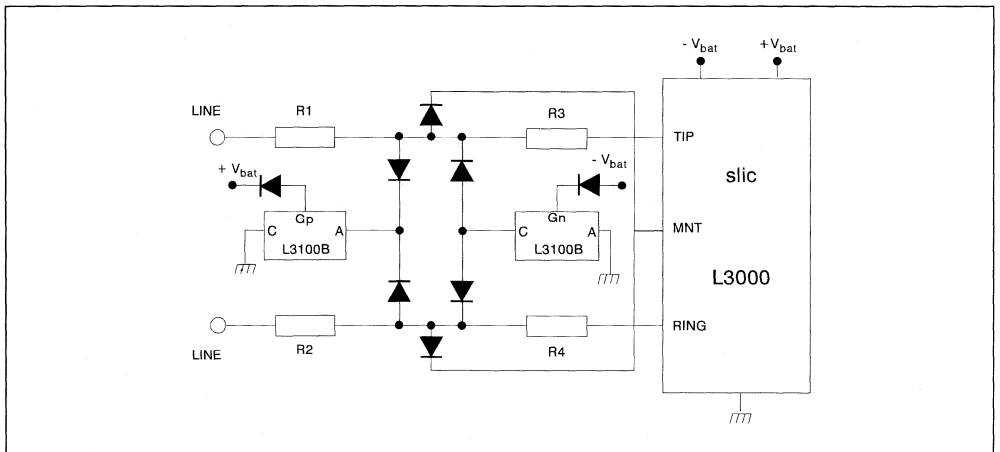 - Vbat
+ Vbat
LINE
R1
R3
TIP
+ Vbat
- Vbat
slic
Gp
C
A
L3100B
Gn
C
A
L3100B
MNT
L3000
RING
R2
R4
LINE